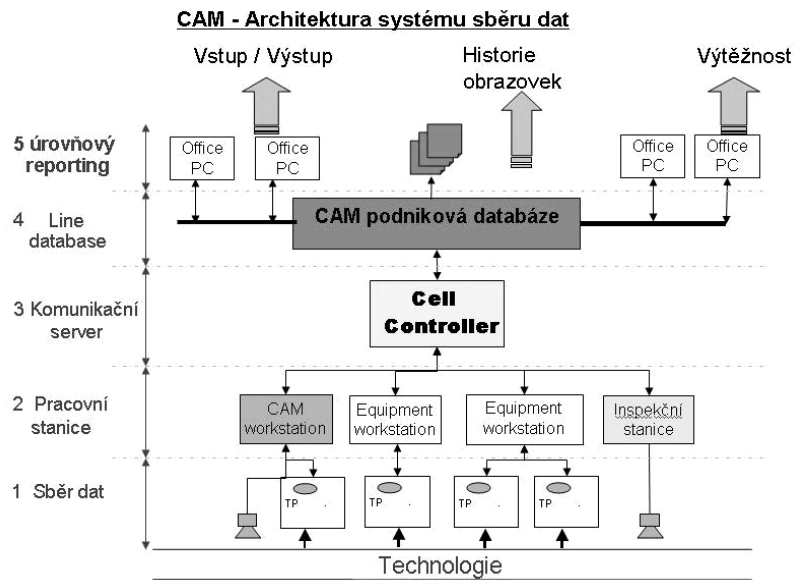 CAM - Architektura systému sběru dat
Vstup / Výstup
Historie
obrazovek
Výtěžnost
5 úrovňový
reporting
Office
PC
Office
PC
Office
PC
Office
PC
4 Line
database
CAM podniková databáze
3 Komunikační
server
Cell
Controller
2 Pracovní
stanice
CAM
workstation
Equipment
workstation
Equipment
workstation
Inspekční
stanice
1 Sběr dat
TP .
TP .
TP .
TP .
Technologie